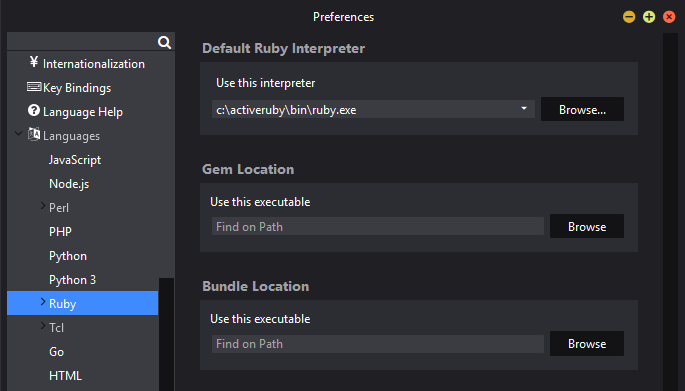 Preferences
Internationalization
Key Bindings
Language Help
Languages
JavaScript
Node.js
Perl
PHP
Python
Python 3
Ruby
Tcl
Go
HTML
Default Ruby Interpreter
Use this interpreter
c:\activeruby\bin\ruby.exe
Browse...
Gem Location
Use this executable
Find on Path
Browse
Bundle Location
Use this executable
Find on Path
Browse